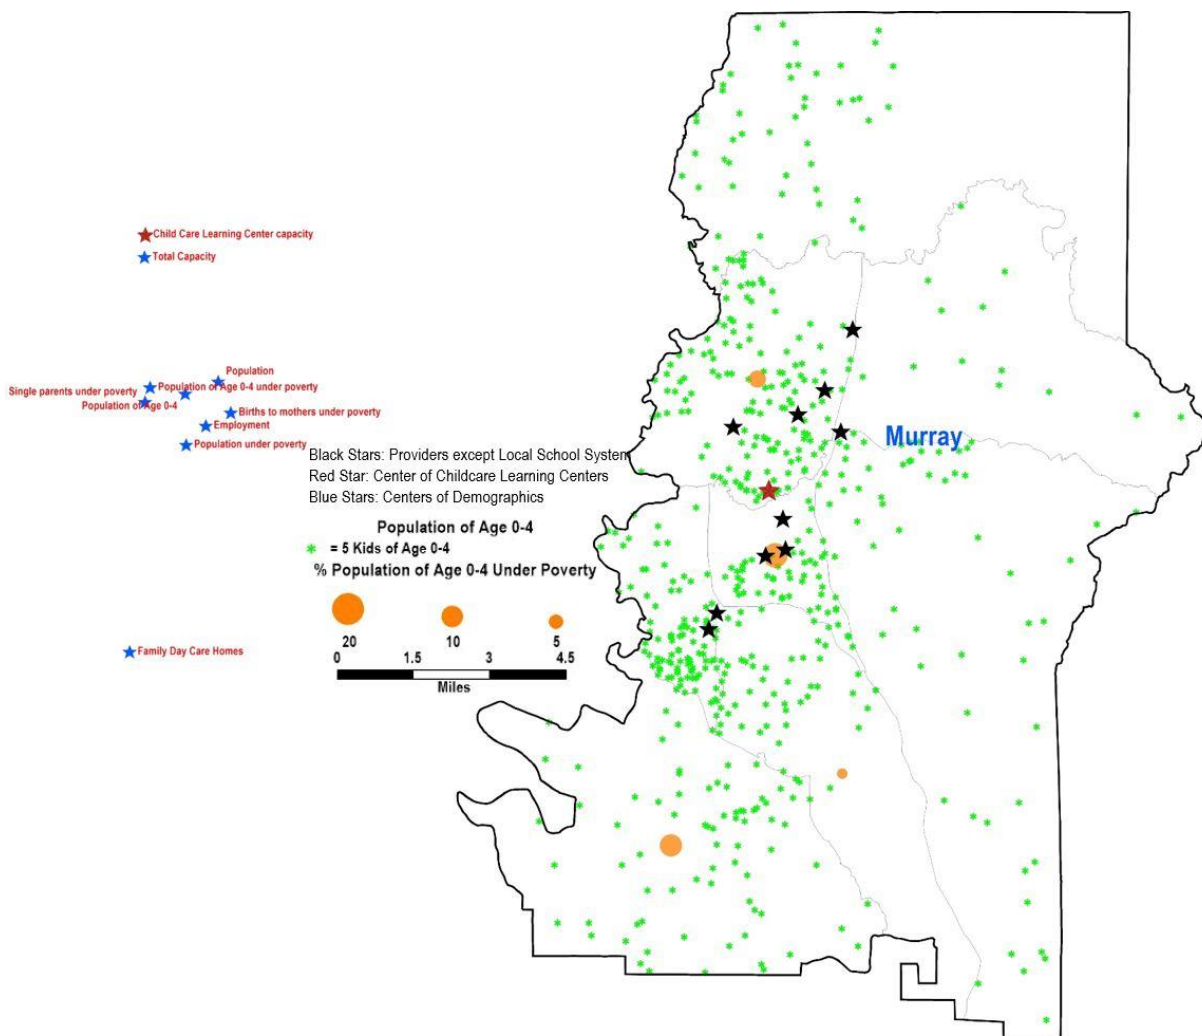 Child Care Learning Center capacity
Total Capacity
Population
Single parents under poverty
Population of Age 0-4 under poverty
Population of Age 0-4
Births to mothers under poverty
Employment
Population under poverty
Murray
Black Stars: Providers except Local School System
Red Star: Center of Childcare Learning Centers
Blue Stars: Centers of Demographics
Population of Age 0-4
= 5 Kids of Age 0-4
% Population of Age 0-4 Under Poverty
20 10 5
0 1.5 3 4.5
Miles
Family Day Care Homes